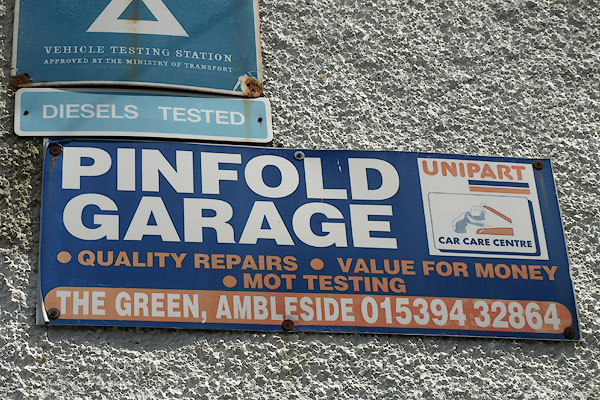 VEHICLE TESTING STATION
APPROVED BY THE MINISTRY OF TRANSPORT
DIESELS TESTED
PINFOLD
GARAGE
UNIPART
CAR CARE CENTRE
• QUALITY REPAIRS • VALUE FOR MONEY
• MOT TESTING
THE GREEN, AMBLESIDE 015394 32864